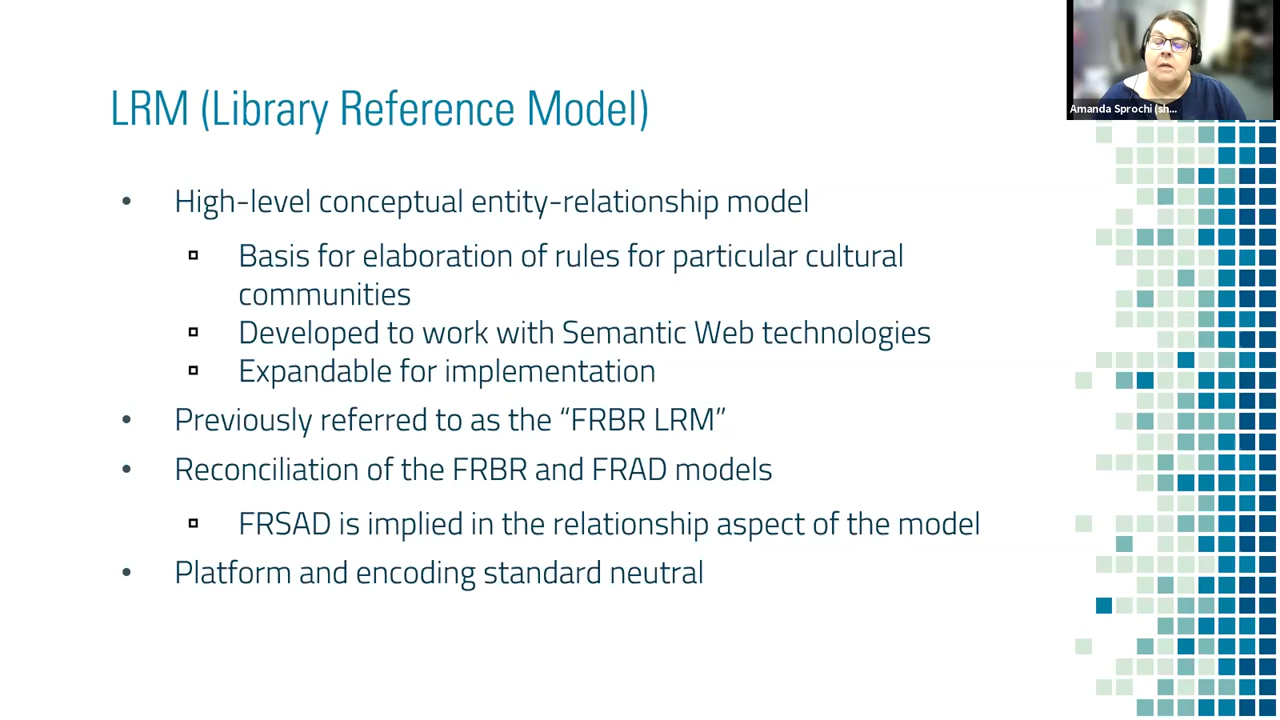 Amanda Sprochi (sh...
LRM (Library Reference Model)
• High-level conceptual entity-relationship model
▫ Basis for elaboration of rules for particular cultural
communities
▫ Developed to work with Semantic Web technologies
▫ Expandable for implementation
• Previously referred to as the “FRBR LRM”
• Reconciliation of the FRBR and FRAD models
▫ FRSAD is implied in the relationship aspect of the model
• Platform and encoding standard neutral